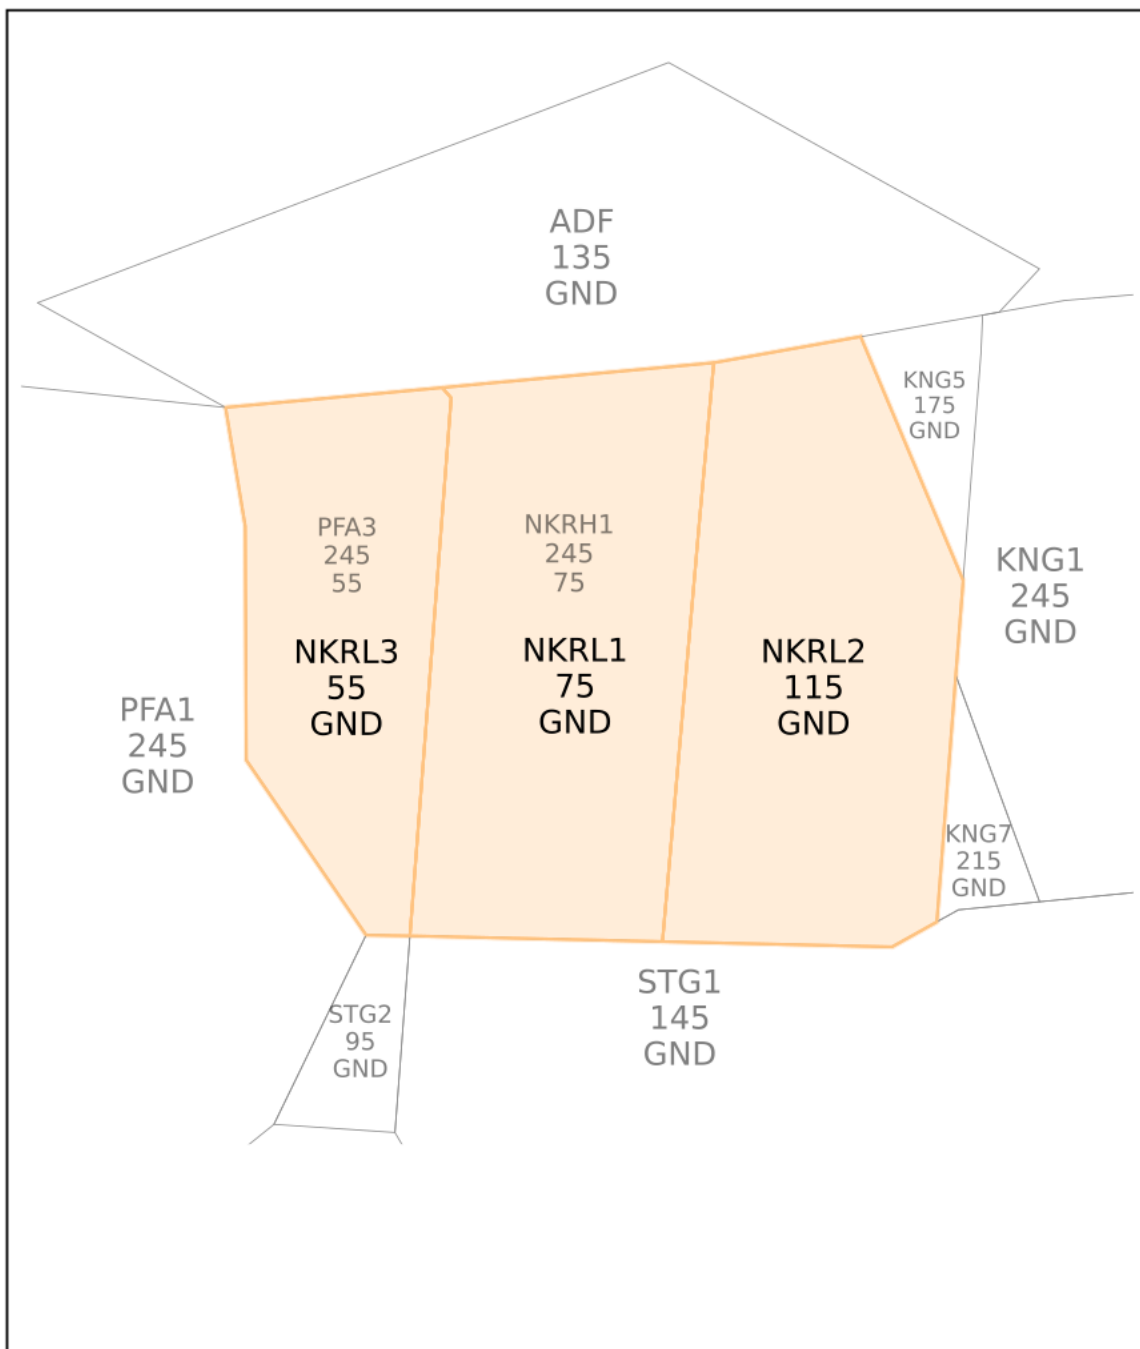 ADF
135
GND
KNG5
175
GND
PFA3
245
55
NKRH1
245
75
KNG1
245
GND
NKRL3
55
GND
NKRL1
75
GND
NKRL2
115
GND
PFA1
245
GND
KNG7
215
GND
STG2
95
GND
STG1
145
GND